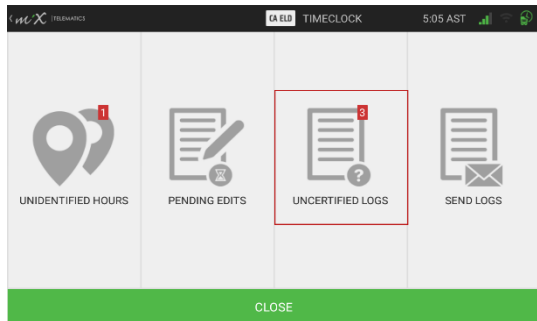 miX TELEMATICS CA ELD TIMECLOCK 5:05 AST
1 3
?
UNIDENTIFIED HOURS PENDING EDITS UNCERTIFIED LOGS SEND LOGS
CLOSE